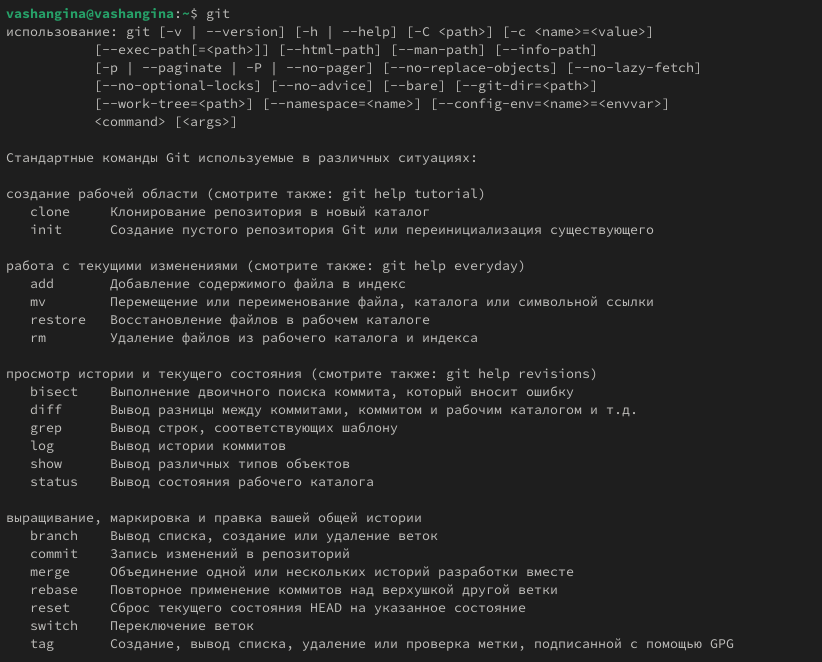 vashangina@vashangina:~$ git
использование: git [-v | --version] [-h | --help] [-C <path>] [-c <name>=<value>]
[--exec-path[=<path>]] [--html-path] [--man-path] [--info-path]
[-p | --paginate | -P | --no-pager] [--no-replace-objects] [--no-lazy-fetch]
[--no-optional-locks] [--no-advice] [--bare] [--git-dir=<path>]
[--work-tree=<path>] [--namespace=<name>] [--config-env=<name>=<envvar>]
<command> [<args>]
Стандартные команды Git используемые в различных ситуациях:
создание рабочей области (смотрите также: git help tutorial)
clone Клонирование репозитория в новый каталог
init Создание пустого репозитория Git или переинициализация существующего
работа с текущими изменениями (смотрите также: git help everyday)
add Добавление содержимого файла в индекс
mv Перемещение или переименование файла, каталога или символьной ссылки
restore Восстановление файлов в рабочем каталоге
rm Удаление файлов из рабочего каталога и индекса
просмотр истории и текущего состояния (смотрите также: git help revisions)
bisect Выполнение двоичного поиска коммита, который вносит ошибку
diff Вывод разницы между коммитами, коммитом и рабочим каталогом и т.д.
grep Вывод строк, соответствующих шаблону
log Вывод истории коммитов
show Вывод различных типов объектов
status Вывод состояния рабочего каталога
выращивание, маркировка и правка вашей общей истории
branch Вывод списка, создание или удаление веток
commit Запись изменений в репозиторий
merge Объединение одной или нескольких историй разработки вместе
rebase Повторное применение коммитов над верхушкой другой ветки
reset Сброс текущего состояния HEAD на указанное состояние
switch Переключение веток
tag Создание, вывод списка, удаление или проверка метки, подписанной с помощью GPG